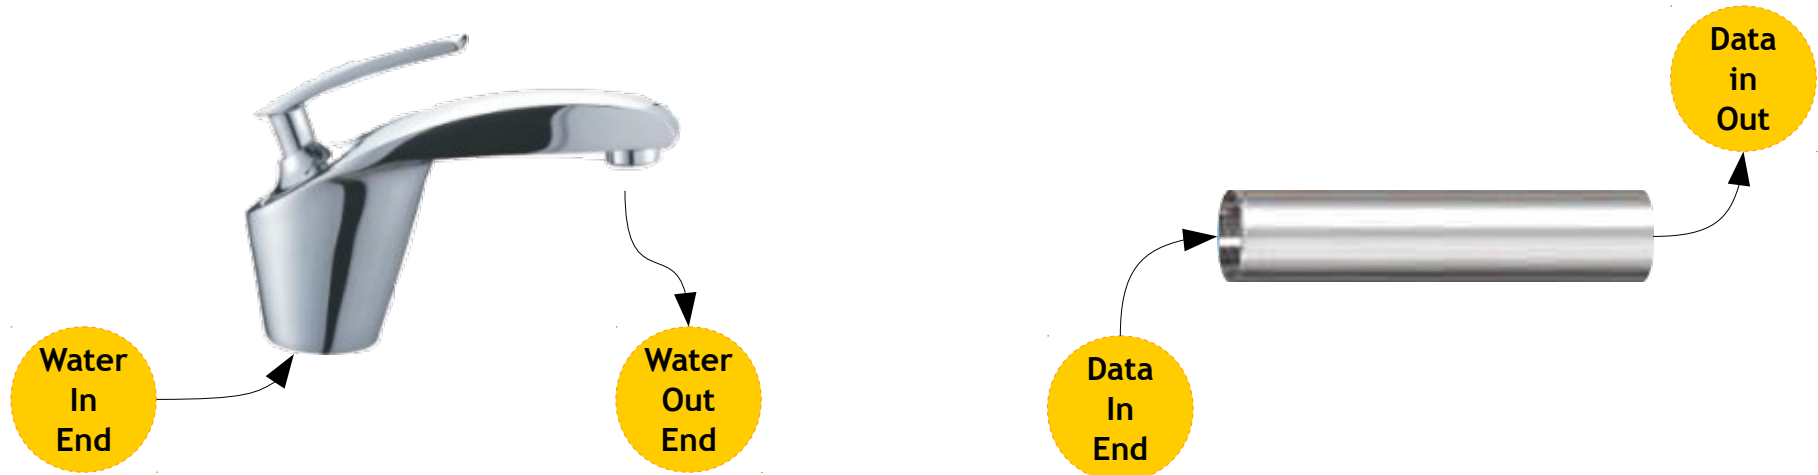 Water
In
End
Water
Out
End
Data
In
End
Data
in
Out